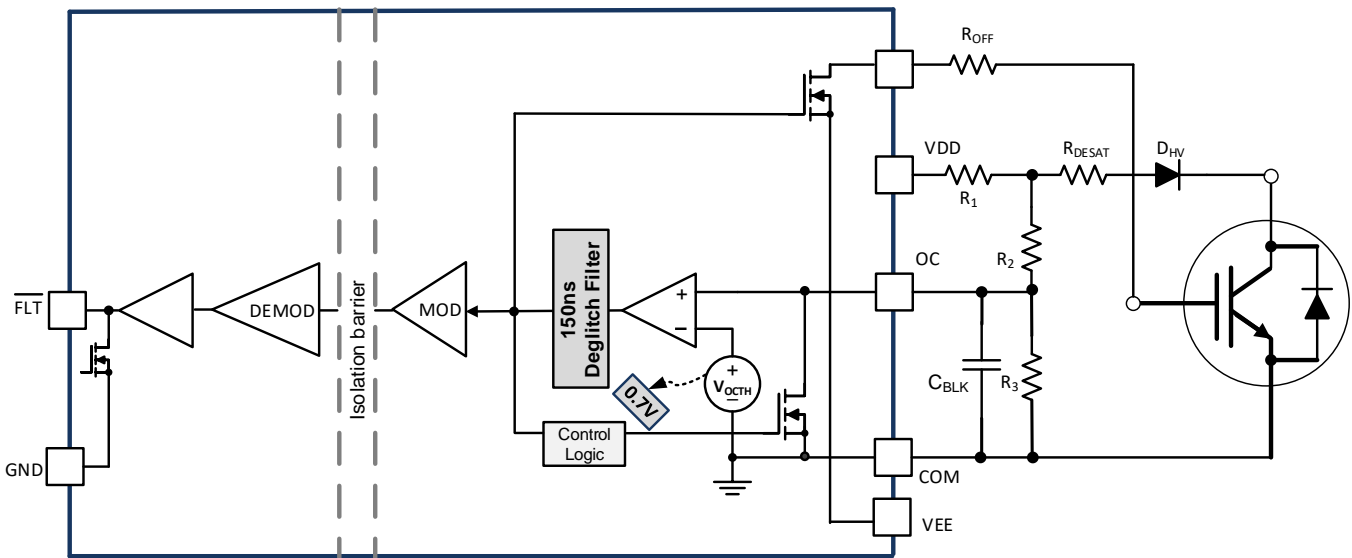 R_OFF
VDD
R_DESAT
D_HV
R_1
OC
R_2
150ns
Deglitch Filter
+
−
MOD
DEMOD
Isolation barrier
FLT
+
V_OCTH
−
0.7V
C_BLK
R_3
Control
Logic
GND
COM
VEE